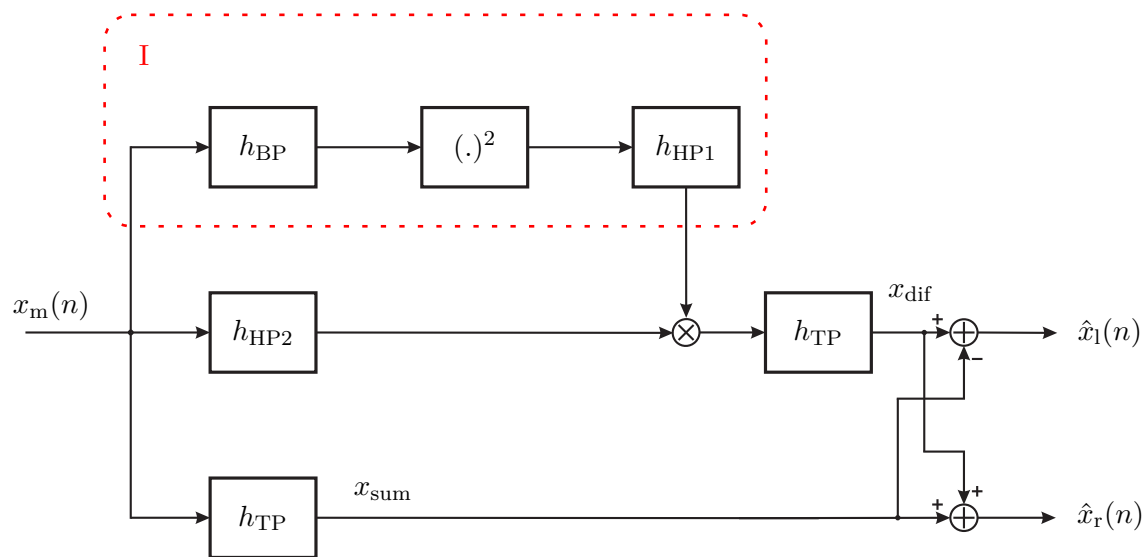 I
h_BP
(.)^2
h_HP1
x_m(n)
h_HP2
×
h_TP
x_dif
+
+
−
x̂_l(n)
h_TP
x_sum
+
+
+
x̂_r(n)